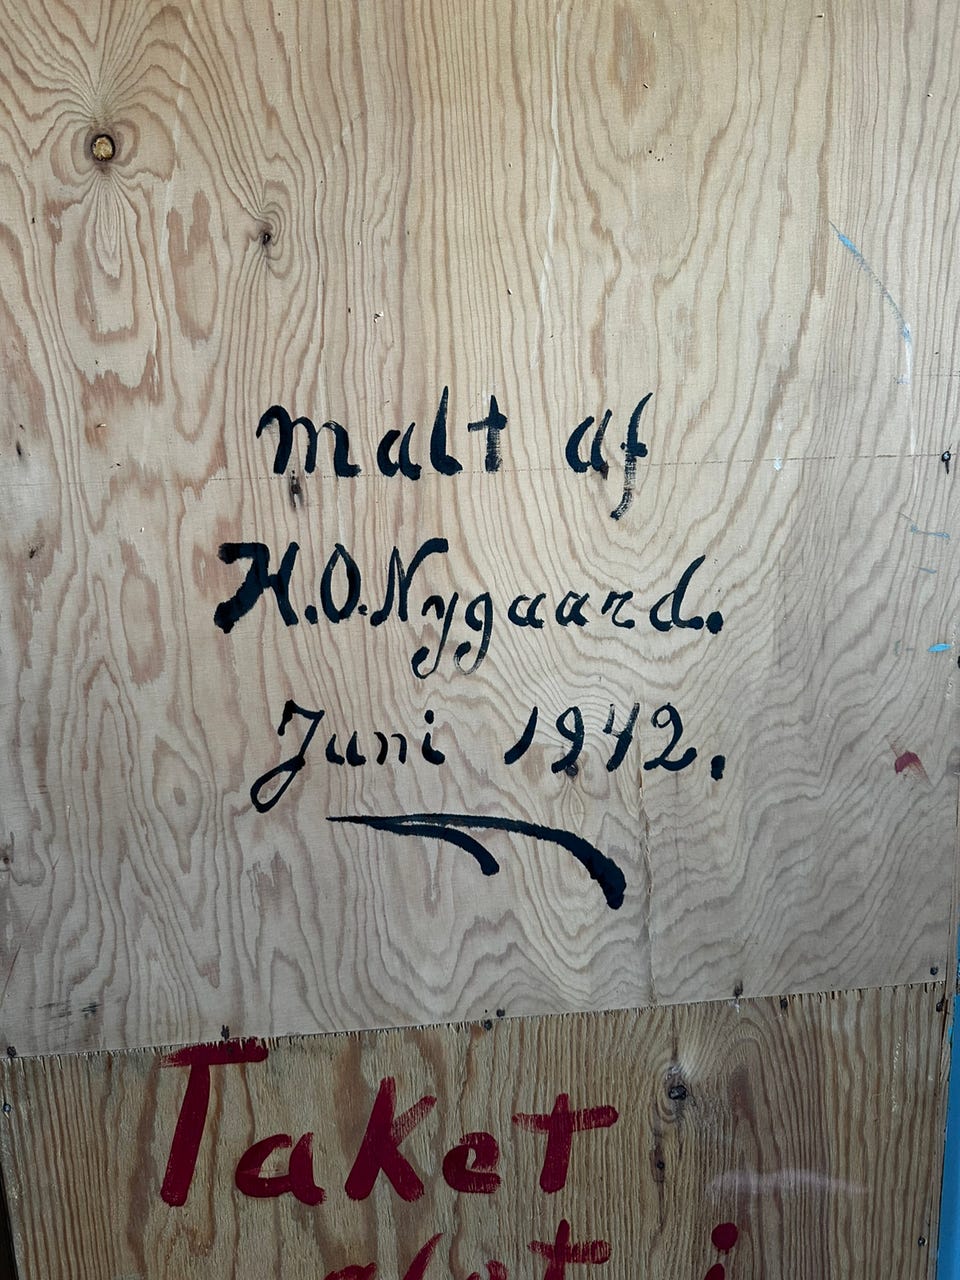 malt af
H.O.Nygaard.
Juni 1942.
Taket
i